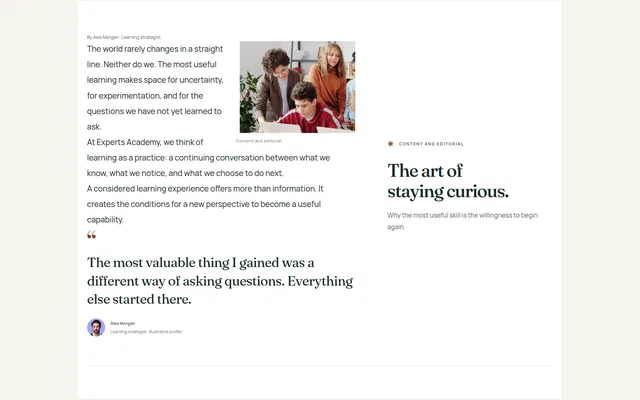 By Alex Morgan · Learning strategist
The world rarely changes in a straight
line. Neither do we. The most useful
learning makes space for uncertainty,
for experimentation, and for the
questions we have not yet learned to
ask.
Content and editorial
At Experts Academy, we think of
learning as a practice: a continuing conversation between what we
know, what we notice, and what we choose to do next.
A considered learning experience offers more than information. It
creates the conditions for a new perspective to become a useful
capability.
“
The most valuable thing I gained was a
different way of asking questions. Everything
else started there.
Alex Morgan
Learning strategist · Illustrative profile
CONTENT AND EDITORIAL
The art of
staying curious.
Why the most useful skill is the willingness to begin
again.